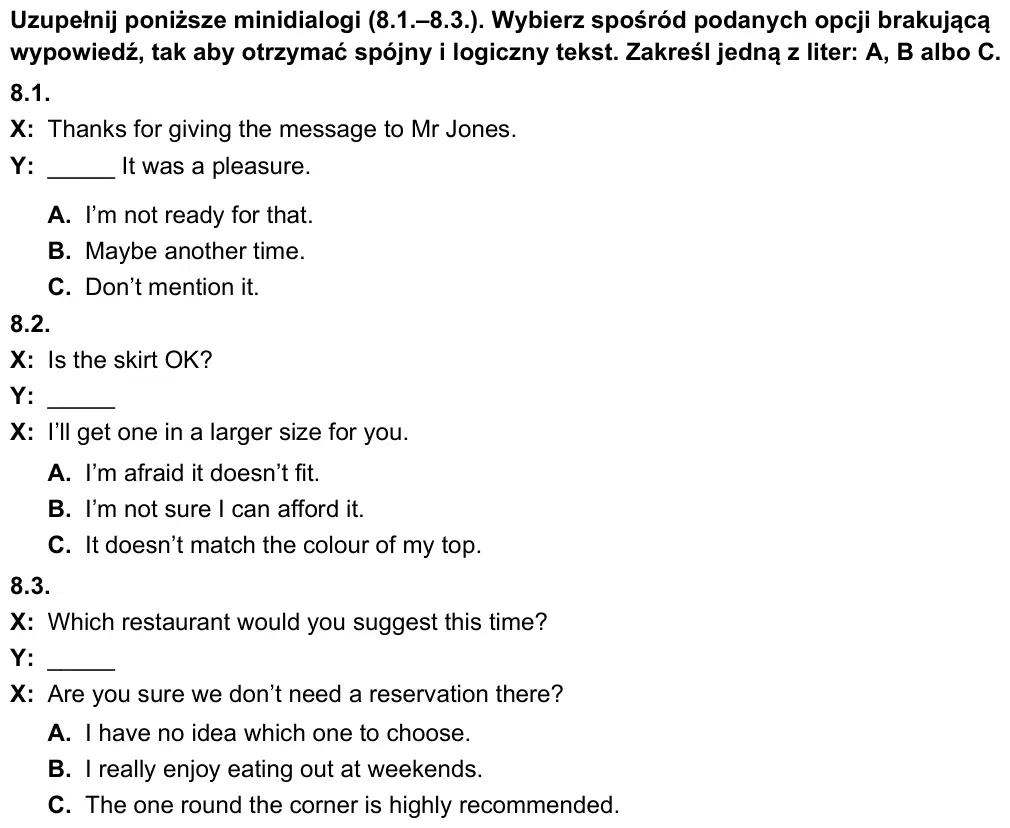 Uzupełnij poniższe minidialogi (8.1.–8.3.). Wybierz spośród podanych opcji brakującą
wypowiedź, tak aby otrzymać spójny i logiczny tekst. Zakreśl jedną z liter: A, B albo C.
8.1.
X: Thanks for giving the message to Mr Jones.
Y: _____ It was a pleasure.
A. I’m not ready for that.
B. Maybe another time.
C. Don’t mention it.
8.2.
X: Is the skirt OK?
Y: _____
X: I’ll get one in a larger size for you.
A. I’m afraid it doesn’t fit.
B. I’m not sure I can afford it.
C. It doesn’t match the colour of my top.
8.3.
X: Which restaurant would you suggest this time?
Y: _____
X: Are you sure we don’t need a reservation there?
A. I have no idea which one to choose.
B. I really enjoy eating out at weekends.
C. The one round the corner is highly recommended.